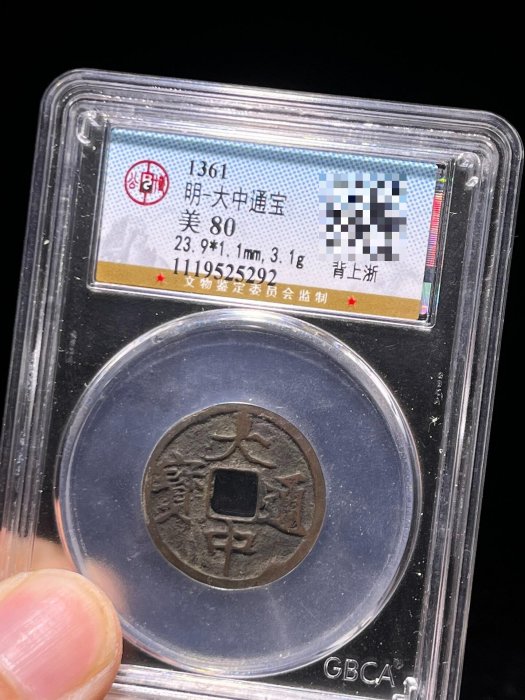 1361
明-大中通宝
美 80
23.9*1.1mm,3.1g
1119525292
背上浙
文物鉴定委员会监制
大
中
通
寳
GBCA